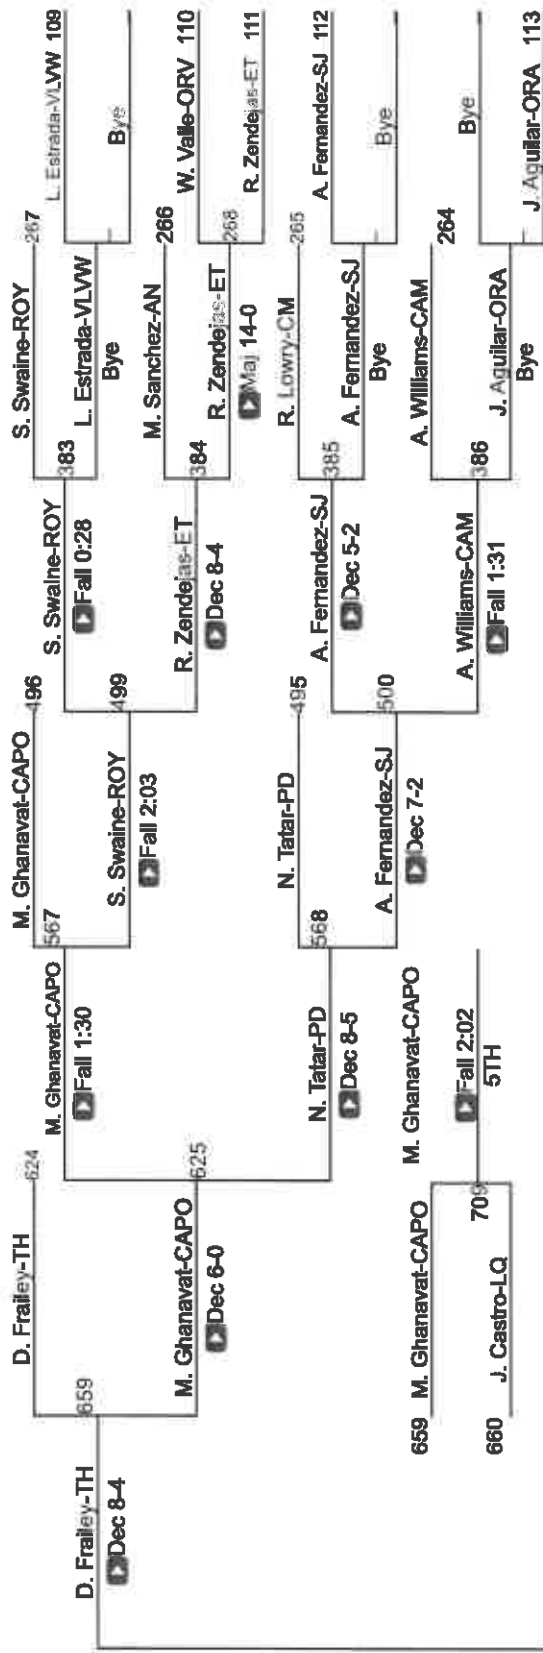 L. Estrada-VLVW 109
Bye
W. Valle-ORV 110
R. Zendejas-ET 111
A. Fernandez-SJ 112
Bye
Bye
J. Aguilar-ORA 113
S. Swaine-ROY 267
L. Estrada-VLVW
Bye
M. Sanchez-AN 266
R. Zendejas-ET 268
Maj 14-0
R. Lowry-CM 265
A. Fernandez-SJ
Bye
A. Williams-CAM 264
J. Aguilar-ORA
Bye
S. Swaine-ROY 383
Fall 0:28
R. Zendejas-ET 384
Dec 8-4
A. Fernandez-SJ 385
Dec 5-2
A. Williams-CAM 386
Fall 1:31
M. Ghanavat-CAPO 496
S. Swaine-ROY 499
Fall 2:03
N. Tatar-PD 495
A. Fernandez-SJ 500
Dec 7-2
M. Ghanavat-CAPO 567
Fall 1:30
N. Tatar-PD 568
Dec 8-5
D. Frailey-TH 624
M. Ghanavat-CAPO 625
Dec 6-0
D. Frailey-TH 659
Dec 8-4
659 M. Ghanavat-CAPO
660 J. Castro-LQ
709
M. Ghanavat-CAPO
Fall 2:02
5TH